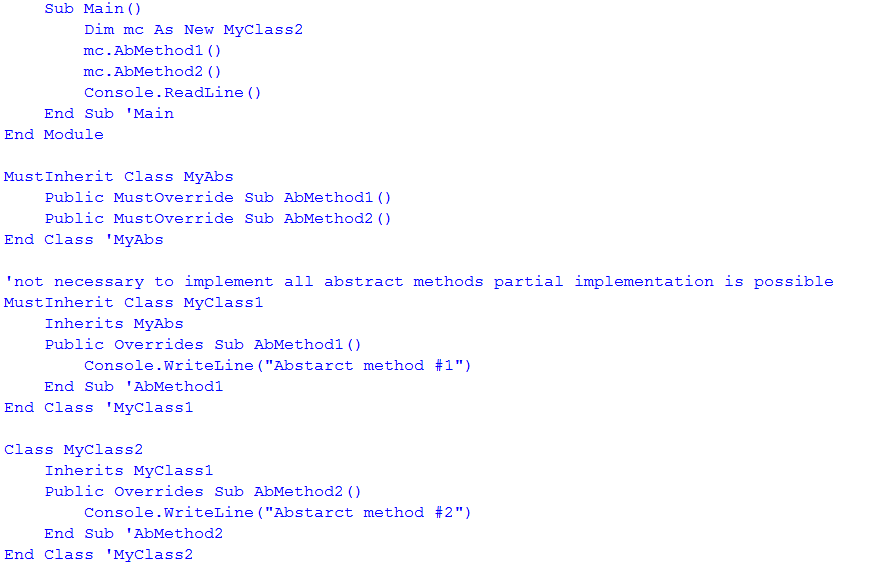 Sub Main()
        Dim mc As New MyClass2
        mc.AbMethod1()
        mc.AbMethod2()
        Console.ReadLine()
    End Sub 'Main
End Module

MustInherit Class MyAbs
    Public MustOverride Sub AbMethod1()
    Public MustOverride Sub AbMethod2()
End Class 'MyAbs

'not necessary to implement all abstract methods partial implementation is possible
MustInherit Class MyClass1
    Inherits MyAbs
    Public Overrides Sub AbMethod1()
        Console.WriteLine("Abstarct method #1")
    End Sub 'AbMethod1
End Class 'MyClass1

Class MyClass2
    Inherits MyClass1
    Public Overrides Sub AbMethod2()
        Console.WriteLine("Abstarct method #2")
    End Sub 'AbMethod2
End Class 'MyClass2